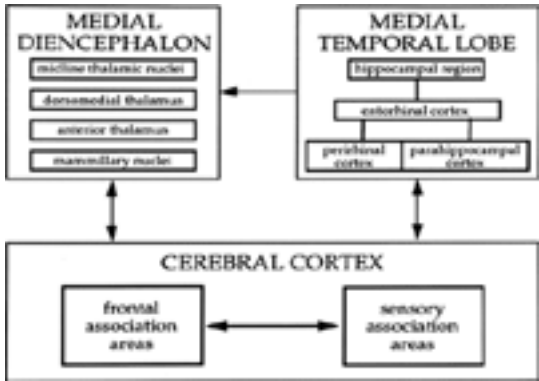 MEDIAL
DIENCEPHALON
midline thalamic nuclei
dorsomedial thalamus
anterior thalamus
mammillary nuclei
MEDIAL
TEMPORAL LOBE
hippocampal region
entorhinal cortex
perirhinal
cortex
parahippocampal
cortex
CEREBRAL CORTEX
frontal
association
areas
sensory
association
areas